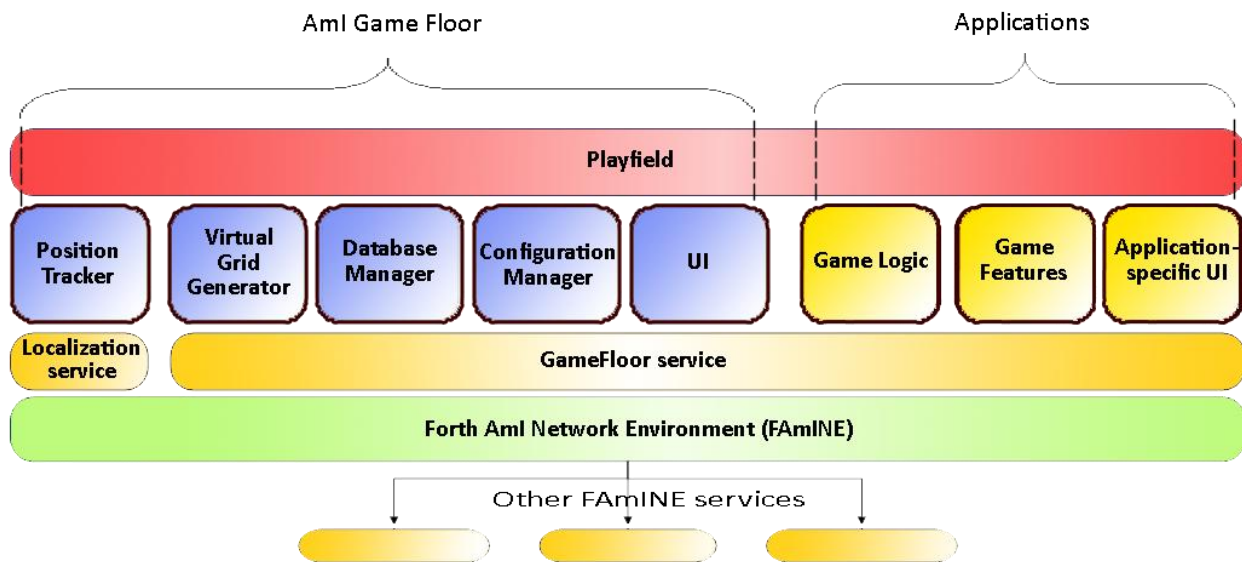 AmI Game Floor
Applications
Playfield
Position
Tracker
Virtual
Grid
Generator
Database
Manager
Configuration
Manager
UI
Game Logic
Game
Features
Application-
specific UI
Localization
service
GameFloor service
Forth AmI Network Environment (FAmINE)
Other FAmINE services